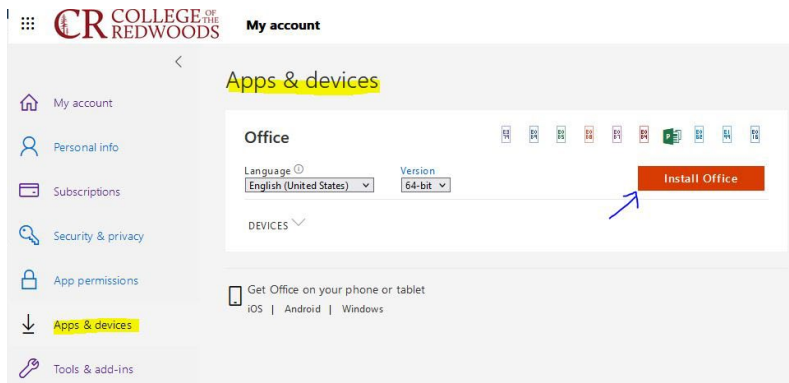 COLLEGE OF THE
REDWOODS
CR
My account
My account
Personal info
Subscriptions
Security & privacy
App permissions
Apps & devices
Tools & add-ins
Apps & devices
Office
Language
Version
English (United States)
64-bit
Install Office
DEVICES
Get Office on your phone or tablet
iOS | Android | Windows